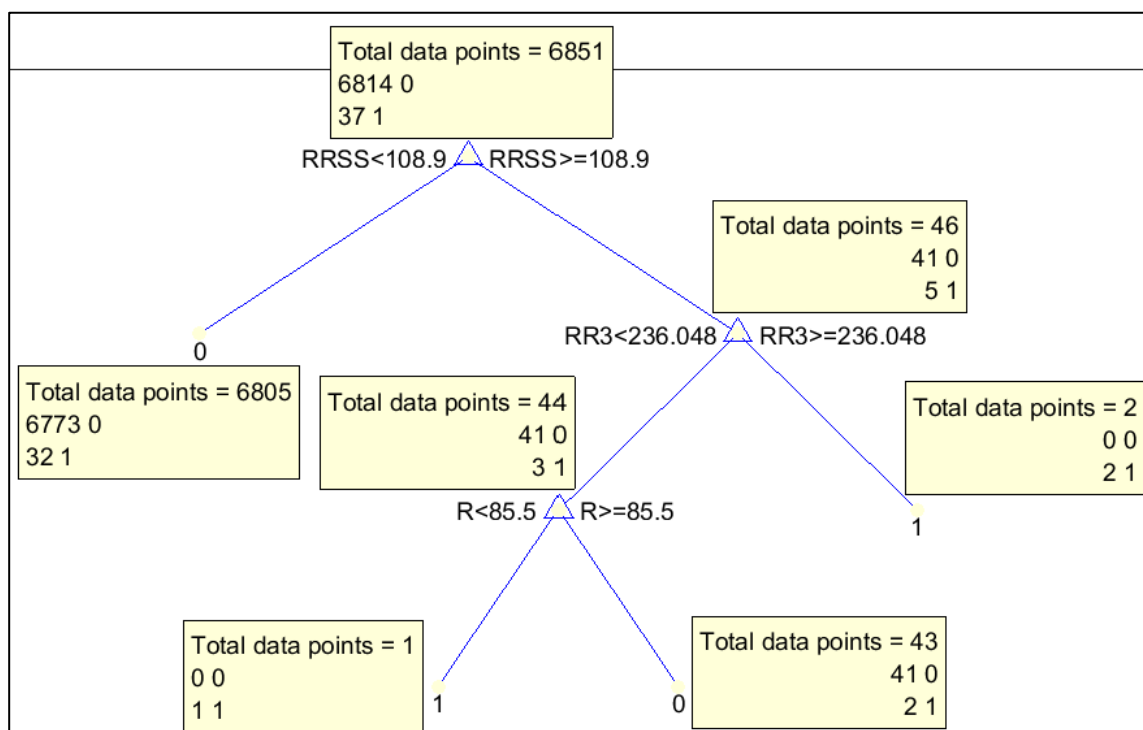 Total data points = 6851
6814 0
37 1
RRSS<108.9 RRSS>=108.9
Total data points = 46
41 0
5 1
RR3<236.048 RR3>=236.048
0
Total data points = 6805
6773 0
32 1
Total data points = 44
41 0
3 1
Total data points = 2
0 0
2 1
R<85.5 R>=85.5
1
Total data points = 1
0 0
1 1
1
0
Total data points = 43
41 0
2 1